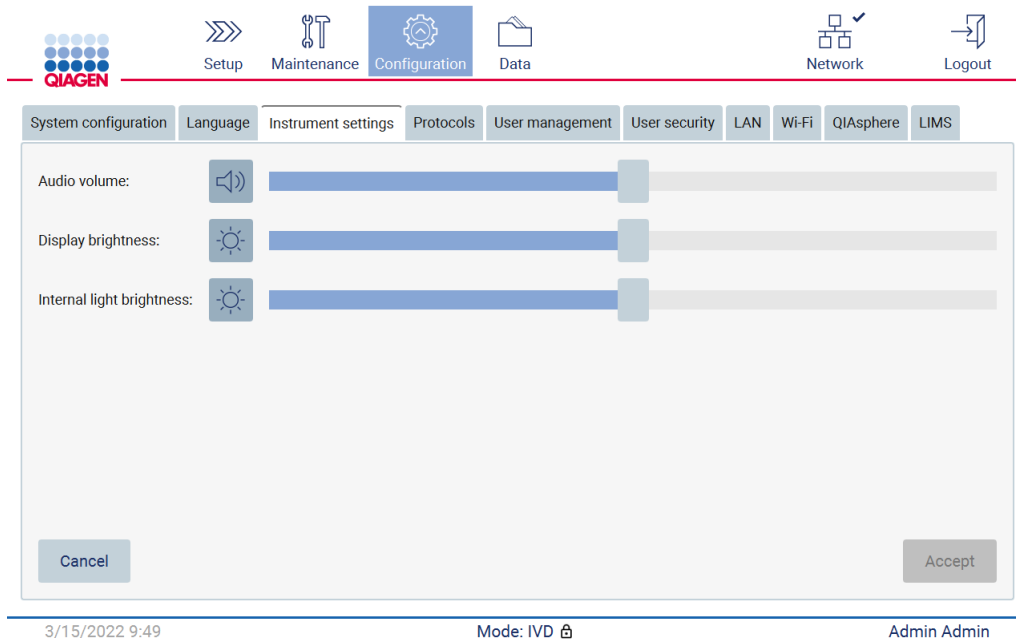 QIAGEN
Setup
Maintenance
Configuration
Data
Network
Logout
System configuration
Language
Instrument settings
Protocols
User management
User security
LAN
Wi-Fi
QIAsphere
LIMS
Audio volume:
Display brightness:
Internal light brightness:
Cancel
Accept
3/15/2022 9:49
Mode: IVD
Admin Admin